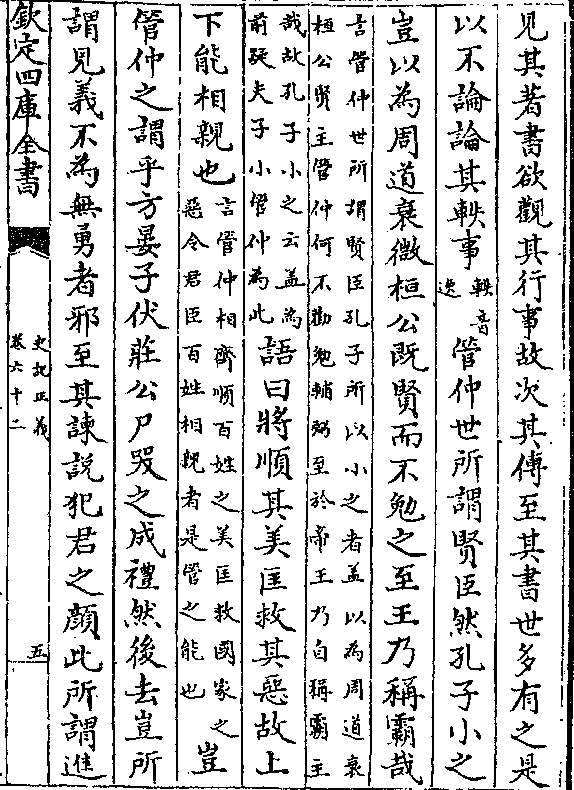 見其著書欲觀其行事故次其傳至其書世多有之是
以不論論其軼事軼音逸管仲世所謂賢臣然孔子小之
豈以為周道衰微桓公既賢而不勉之至王乃稱霸哉
言管仲世所謂賢臣孔子所以小之者蓋以為周道衰
桓公賢主管仲何不勸勉輔弼至於帝王乃自稱霸主
哉故孔子小之云蓋為前疑夫子小管仲為此語曰將順其美匡救其惡故上
下能相親也言管仲相齊順百姓之美匡救國家之惡令君臣百姓相親者是管之能也豈
管仲之謂乎方晏子伏莊公尸哭之成禮然後去豈所
謂見義不為無勇者邪至其諫說犯君之顏此所謂進
欽定四庫全書
史記正義
卷六十二
五